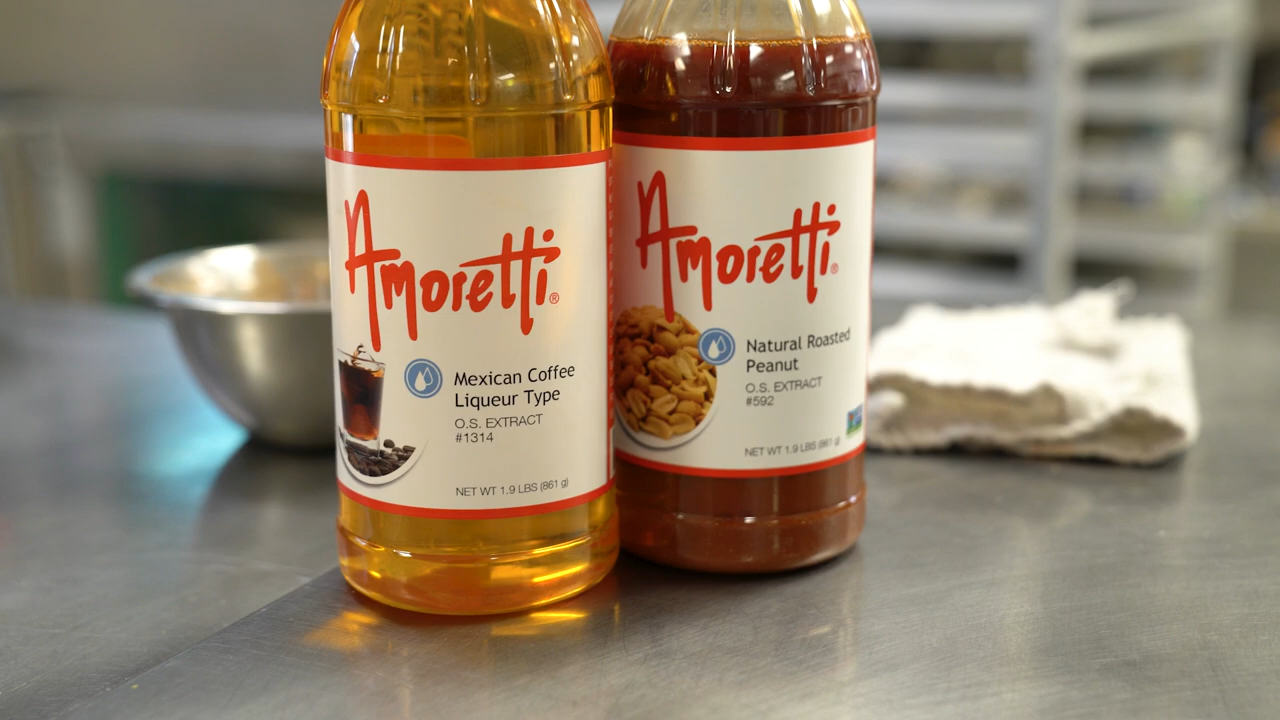 Amoretti®
Mexican Coffee
Liqueur Type
O.S. EXTRACT
#1314
NET WT 1.9 LBS (861 g)
Amoretti®
Natural Roasted
Peanut
O.S. EXTRACT
#592
NET WT 1.9 LBS (861 g)